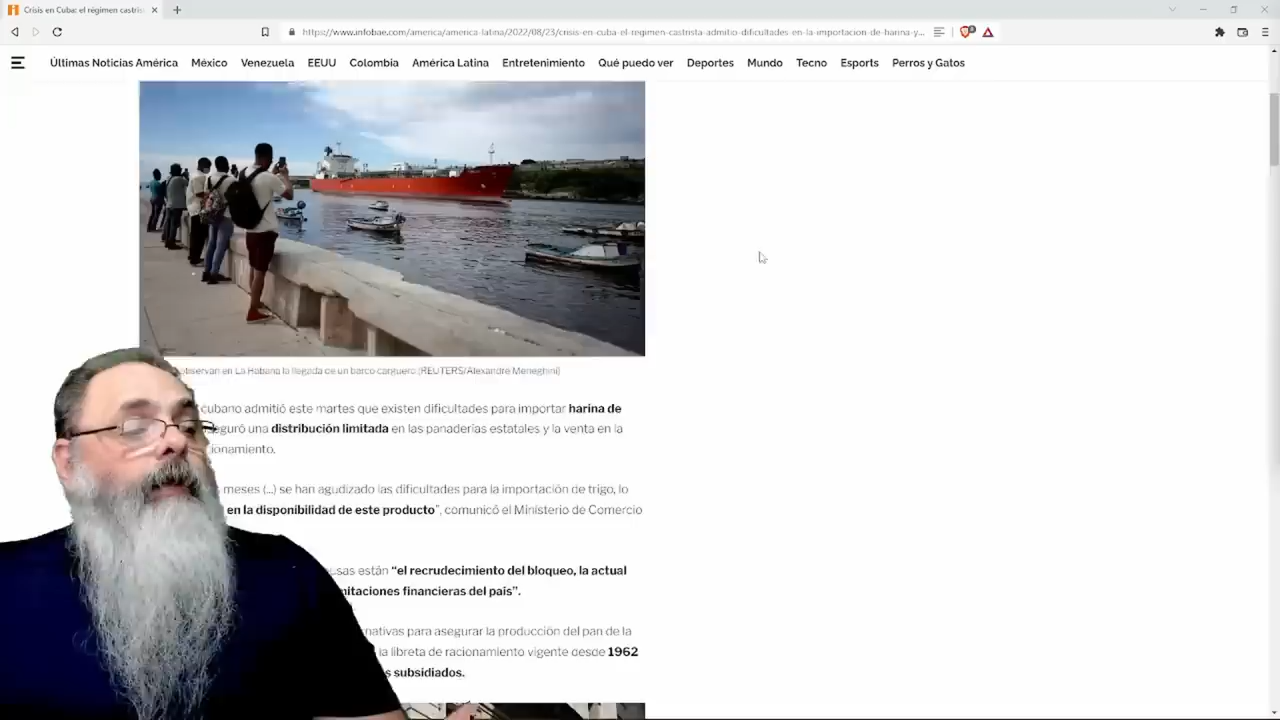 Crisis en Cuba: el régimen castris
https://www.infobae.com/america/america-latina/2022/08/23/crisis-en-cuba-el-regimen-castrista-admitio-dificultades-en-la-importacion-de-harina-y...
Últimas Noticias América México Venezuela EEUU Colombia América Latina Entretenimiento Qué puedo ver Deportes Mundo Tecno Esports Perros y Gatos
observan en La Habana la llegada de un barco carguero (REUTERS/Alexandre Meneghini)
cubano admitió este martes que existen dificultades para importar harina de
eguró una distribución limitada en las panaderías estatales y la venta en la
ionamiento.
meses (...) se han agudizado las dificultades para la importación de trigo, lo
en la disponibilidad de este producto”, comunicó el Ministerio de Comercio
usas están “el recrudecimiento del bloqueo, la actual
mitaciones financieras del país”.
rnativas para asegurar la producción del pan de la
la libreta de racionamiento vigente desde 1962
s subsidiados.